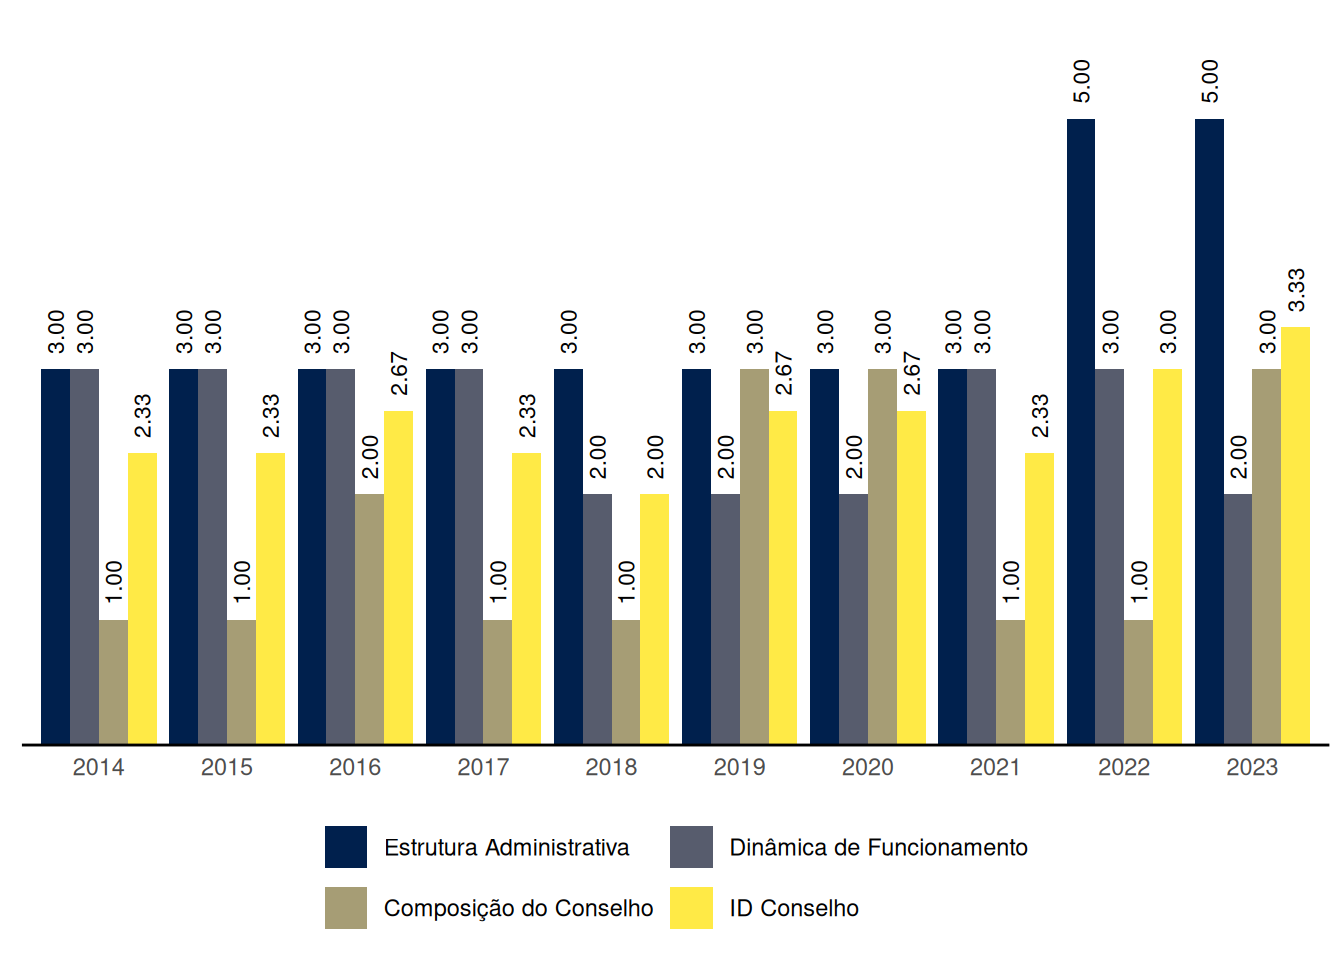 5.00 5.00
3.33
3.00 3.00 3.00 3.00 3.00 3.00 3.00 3.00 3.00 3.00 3.00 3.00 3.00 3.00 3.00 3.00 3.00 3.00
2.67 2.67 2.67
2.33 2.33 2.33 2.33
2.00 2.00 2.00 2.00 2.00 2.00
1.00 1.00 1.00 1.00 1.00 1.00
2014 2015 2016 2017 2018 2019 2020 2021 2022 2023
Estrutura Administrativa Dinâmica de Funcionamento
Composição do Conselho ID Conselho